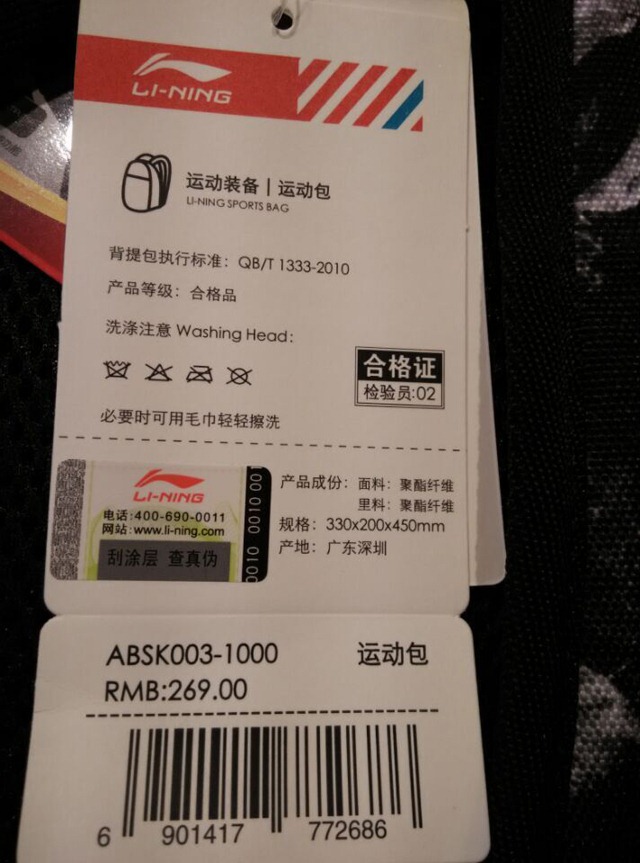 LI-NING
运动装备 | 运动包
LI-NING SPORTS BAG
背提包执行标准：QB/T 1333-2010
产品等级：合格品
洗涤注意 Washing Head：
合格证
检验员:02
必要时可用毛巾轻轻擦洗
LI-NING
电话:400-690-0011
网站:www.li-ning.com
刮涂层 查真伪
0010 0010 001
产品成份：面料：聚酯纤维
里料：聚酯纤维
规格：330x200x450mm
产地：广东深圳
ABSK003-1000 运动包
RMB:269.00
6 901417 772686